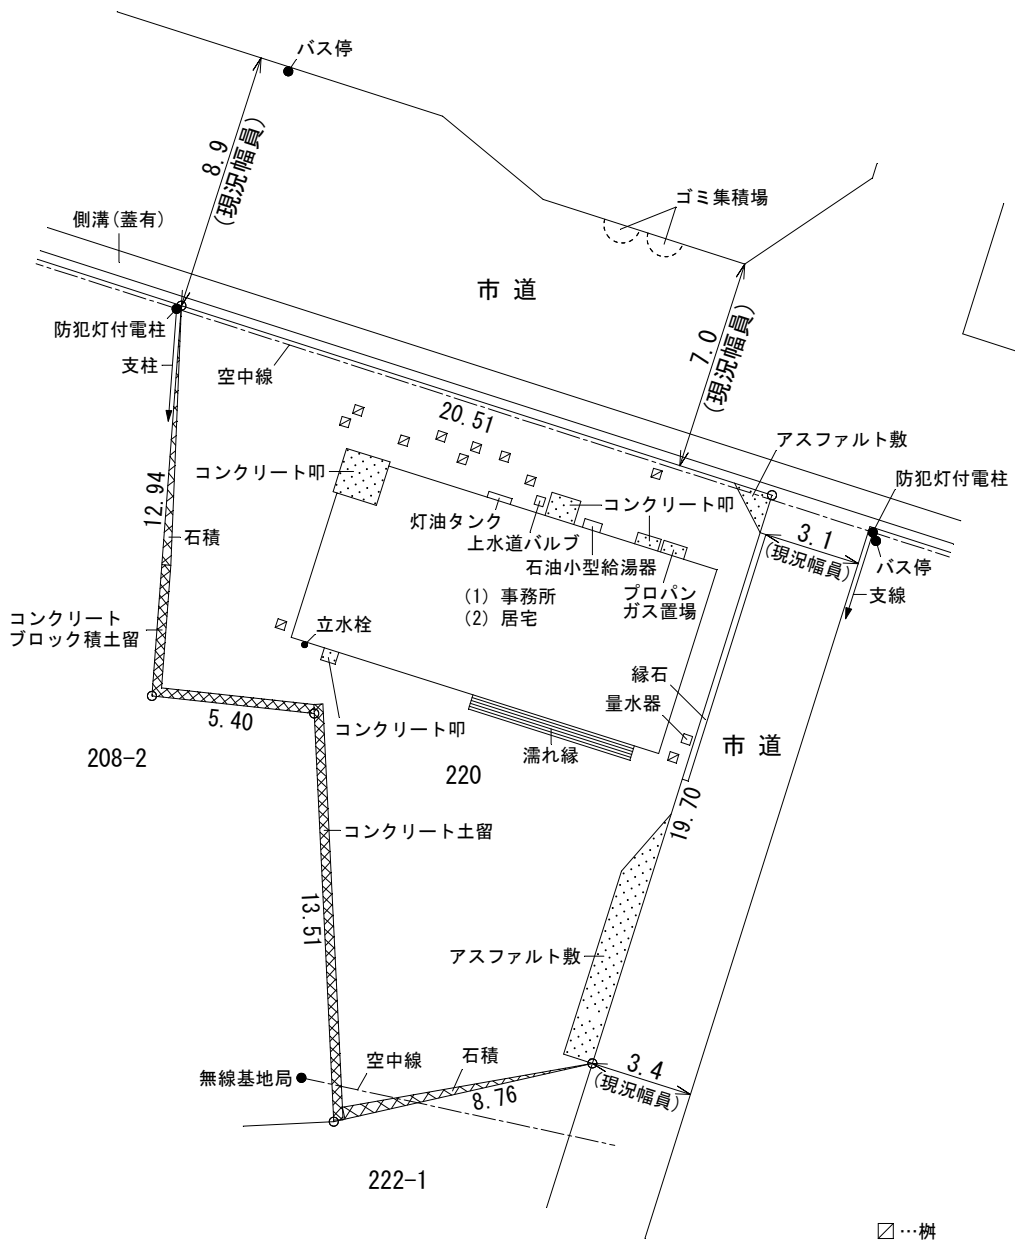 バス停
8.9
(現況幅員)
ゴミ集積場
側溝(蓋有)
市道
防犯灯付電柱
7.0
(現況幅員)
支柱
空中線
20.51
アスファルト敷
コンクリート叩
防犯灯付電柱
12.94
灯油タンク
コンクリート叩
上水道バルブ
石積
石油小型給湯器
3.1
(現況幅員)
バス停
プロパン
ガス置場
支線
(1) 事務所
(2) 居宅
コンクリート
ブロック積土留
立水栓
縁石
量水器
5.40
コンクリート叩
市道
208-2
濡れ縁
220
19.70
コンクリート土留
13.51
アスファルト敷
空中線
石積
無線基地局
3.4
(現況幅員)
8.76
222-1
…桝